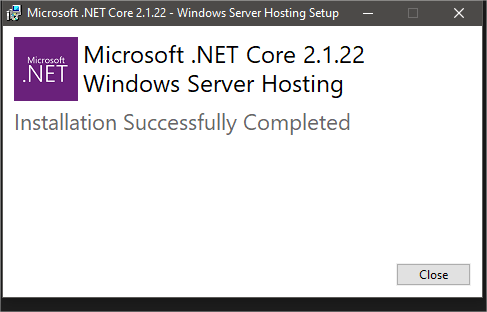 Microsoft .NET Core 2.1.22 - Windows Server Hosting Setup
Microsoft
.NET
Microsoft .NET Core 2.1.22
Windows Server Hosting
Installation Successfully Completed
Close